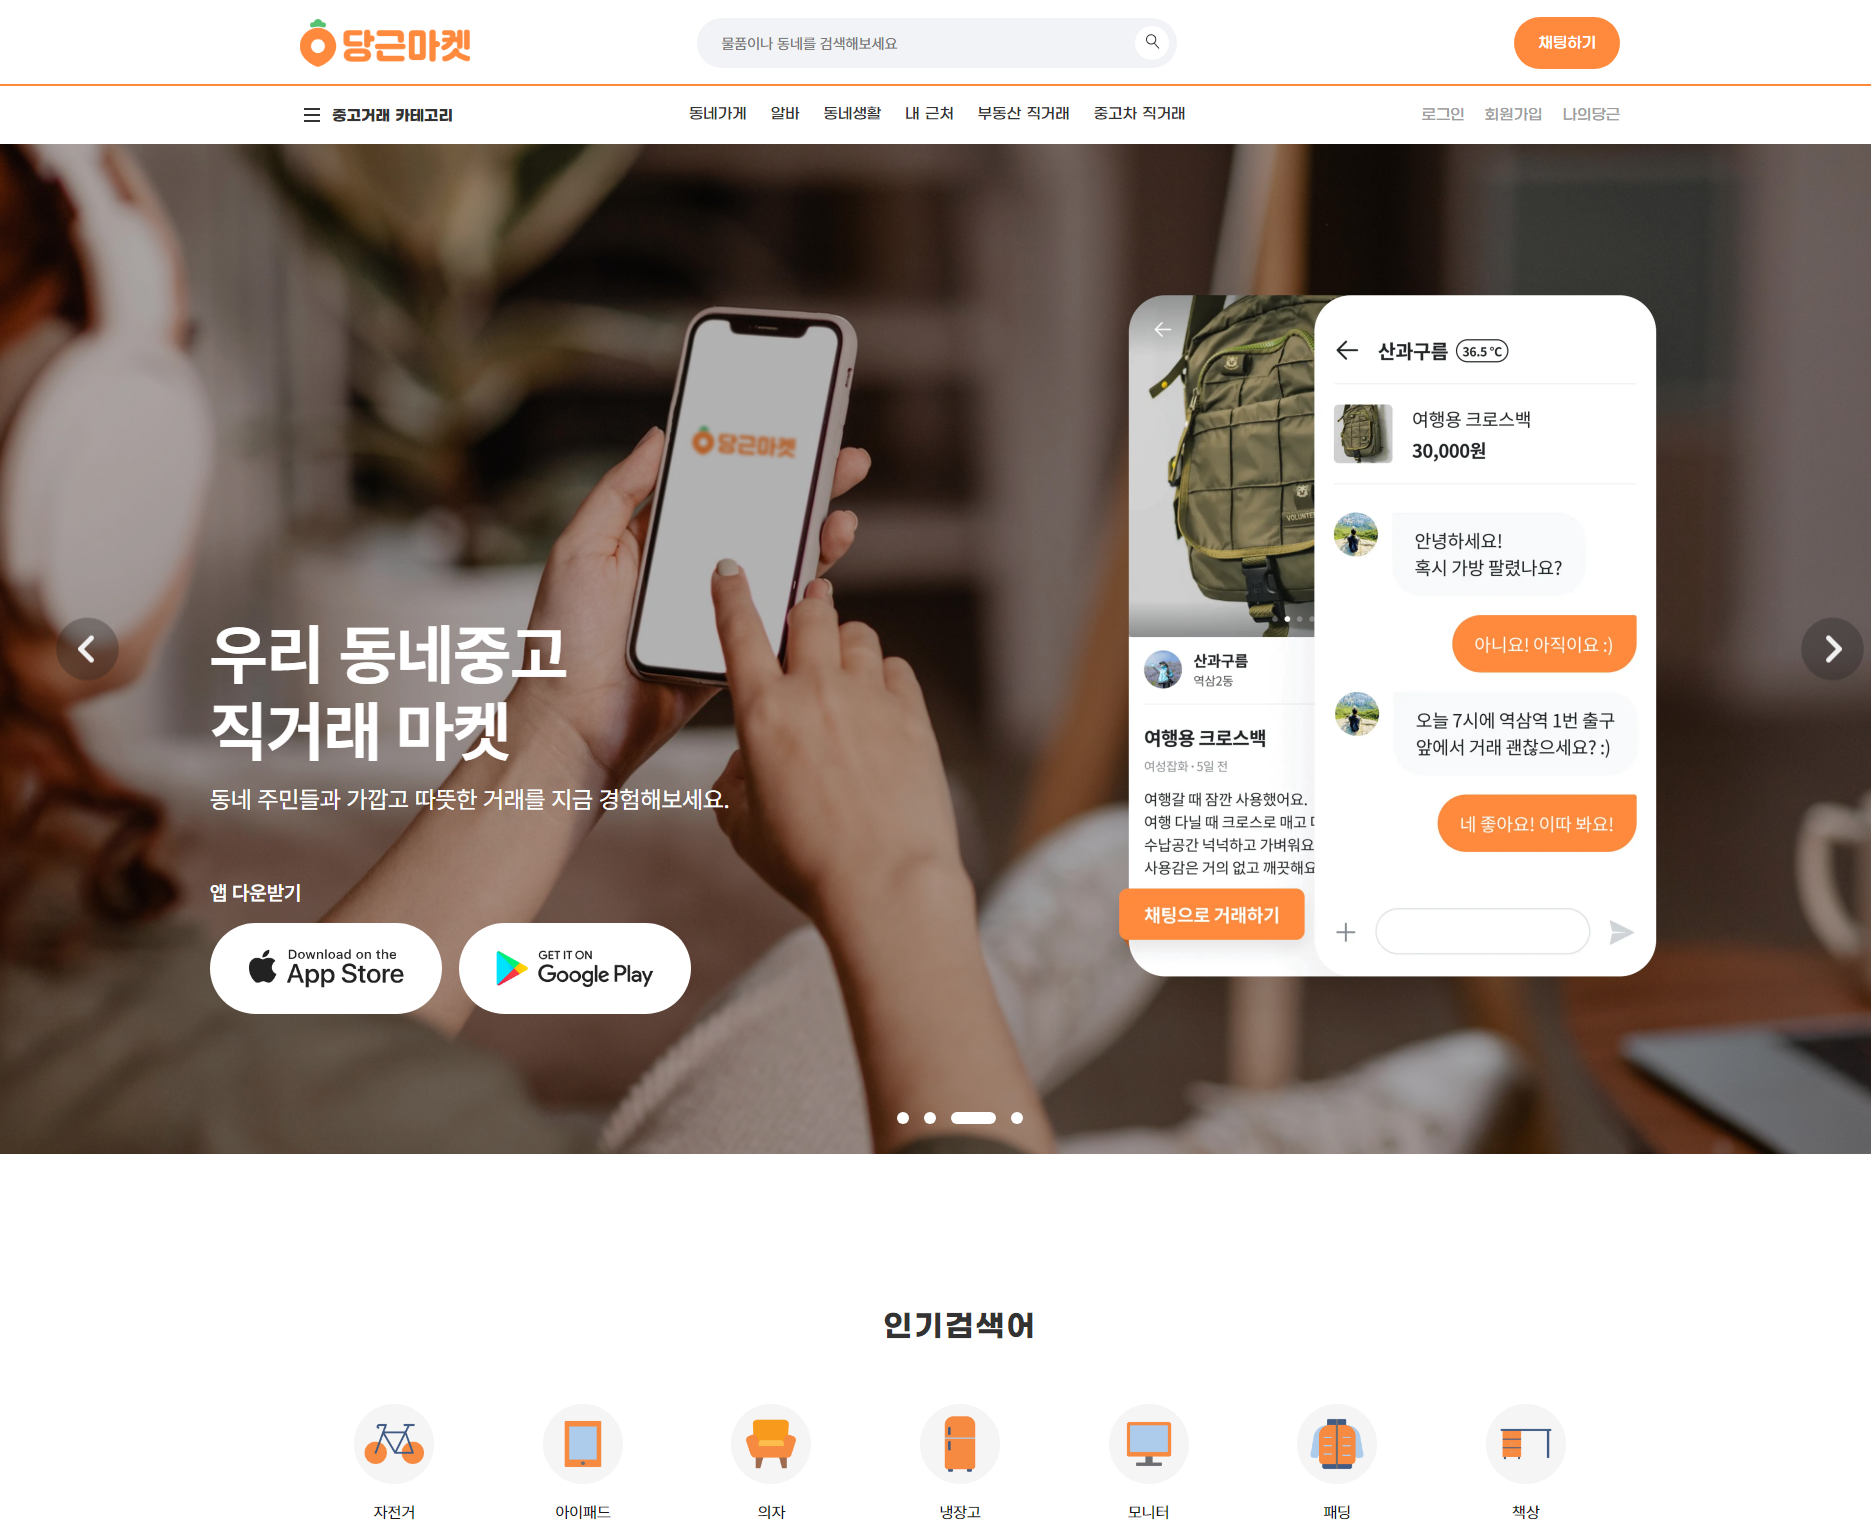 당근마켓
물품이나 동네를 검색해보세요
채팅하기
중고거래 카테고리
동네가게 알바 동네생활 내 근처 부동산 직거래 중고차 직거래
로그인 회원가입 나의당근
당근마켓
우리 동네중고
직거래 마켓
동네 주민들과 가깝고 따뜻한 거래를 지금 경험해보세요.
앱 다운받기
Download on the
App Store
GET IT ON
Google Play
산과구름
역삼2동
여행용 크로스백
여성잡화 · 5일 전
여행갈 때 잠깐 사용했어요.
여행 다닐 때 크로스로 매고
수납공간 넉넉하고 가벼워요
사용감은 거의 없고 깨끗해요
채팅으로 거래하기
산과구름 36.5 °C
여행용 크로스백
30,000원
안녕하세요!
혹시 가방 팔렸나요?
아니요! 아직이요 :)
오늘 7시에 역삼역 1번 출구
앞에서 거래 괜찮으세요? :)
네 좋아요! 이따 봐요!
인기검색어
자전거 아이패드 의자 냉장고 모니터 패딩 책상